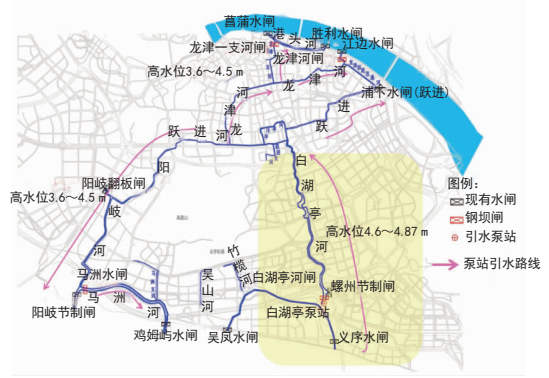 菖蒲水闸
港头河
胜利水闸
江边水闸
龙津一支河闸
龙津河闸
高水位3.6～4.5 m
龙津河
浦下水闸(跃进)
龙津河
跃进河
跃进
阳岐河
白湖亭河
阳岐翻板闸
高水位3.6～4.5 m
高水位4.6～4.87 m
图例：
现有水闸
钢坝闸
引水泵站
泵站引水路线
马洲水闸
马洲河
阳岐节制闸
鸡姆屿水闸
吴山河
竹榄河
白湖亭河闸
螺州节制闸
白湖亭泵站
吴凤水闸
义序水闸